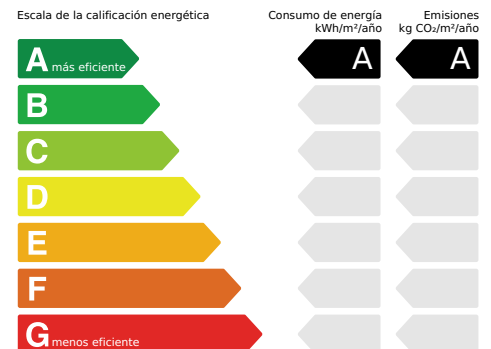 Escala de la calificación energética
Consumo de energía
kWh/m²/año
Emisiones
kg CO₂/m²/año
A más eficiente
A
A
B
C
D
E
F
G menos eficiente